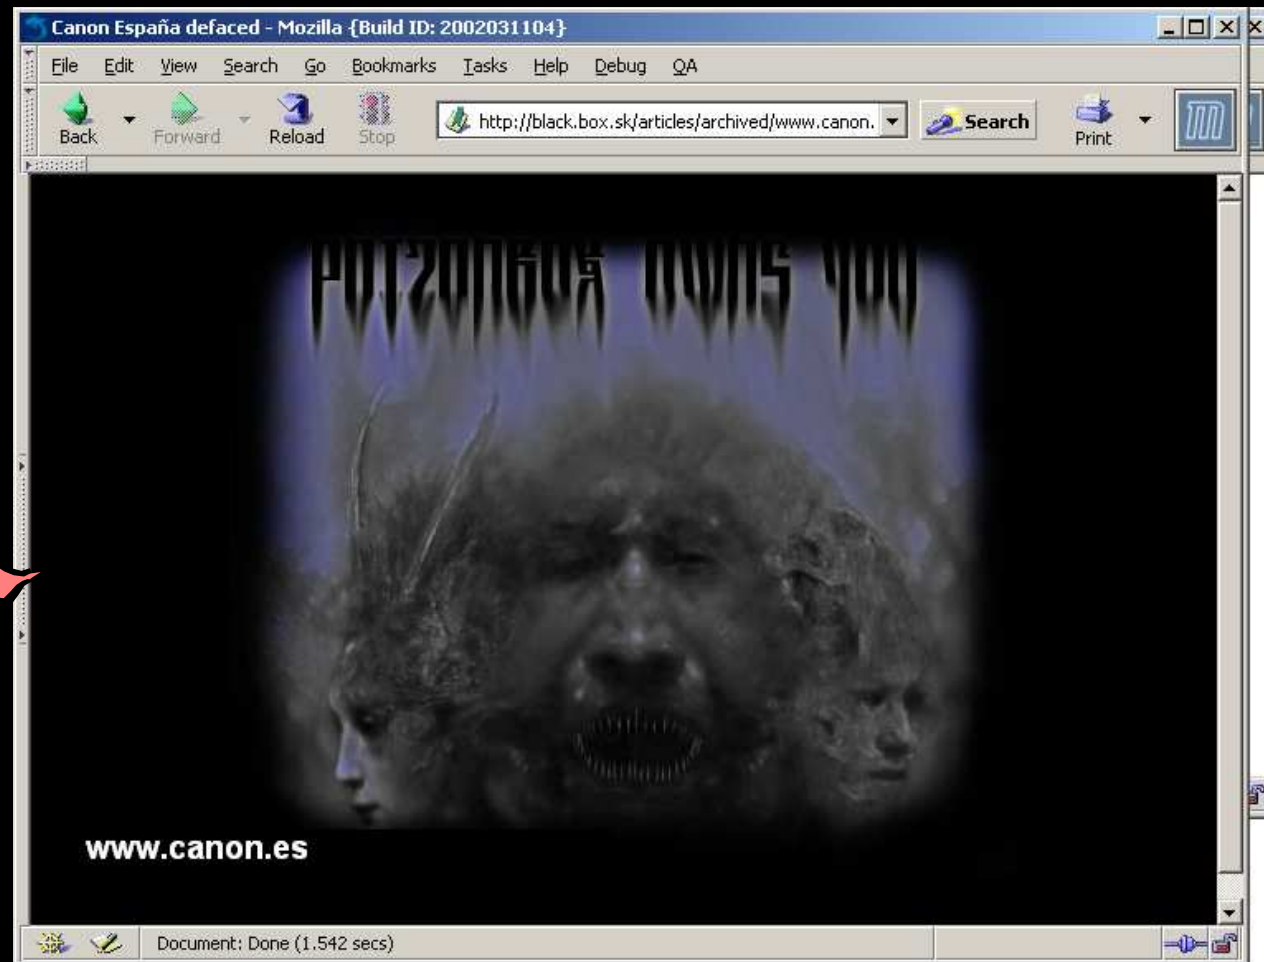 Canon España defaced - Mozilla {Build ID: 2002031104}
File Edit View Search Go Bookmarks Tasks Help Debug QA
Back Forward Reload Stop http://black.box.sk/articles/archived/www.canon. Search Print
OWNS YOU
www.canon.es
Document: Done (1.542 secs)